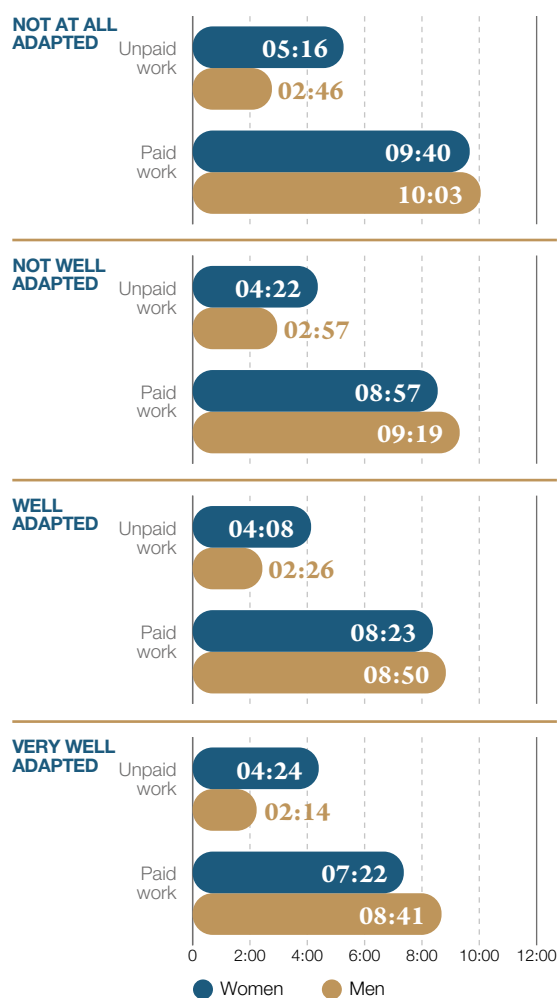 NOT AT ALL
ADAPTED
Unpaid
work
05:16
02:46
Paid
work
09:40
10:03
NOT WELL
ADAPTED
Unpaid
work
04:22
02:57
Paid
work
08:57
09:19
WELL
ADAPTED
Unpaid
work
04:08
02:26
Paid
work
08:23
08:50
VERY WELL
ADAPTED
Unpaid
work
04:24
02:14
Paid
work
07:22
08:41
0 2:00 4:00 6:00 8:00 10:00 12:00
Women Men